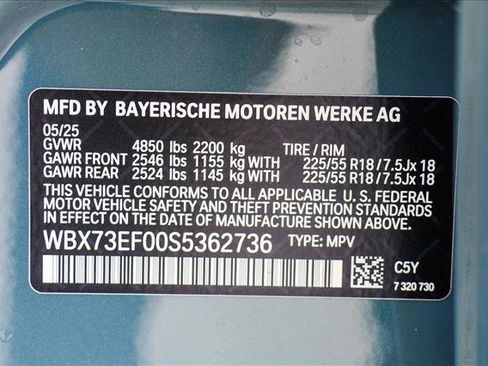 MFD BY BAYERISCHE MOTOREN WERKE AG
05/25
GVWR 4850 lbs 2200 kg TIRE / RIM
GAWR FRONT 2546 lbs 1155 kg WITH 225/55 R18 / 7.5Jx 18
GAWR REAR 2524 lbs 1145 kg WITH 225/55 R18 / 7.5Jx 18
THIS VEHICLE CONFORMS TO ALL APPLICABLE U. S. FEDERAL
MOTOR VEHICLE SAFETY AND THEFT PREVENTION STANDARDS
IN EFFECT ON THE DATE OF MANUFACTURE SHOWN ABOVE.
WBX73EF00S5362736 TYPE: MPV
C5Y
7 320 730